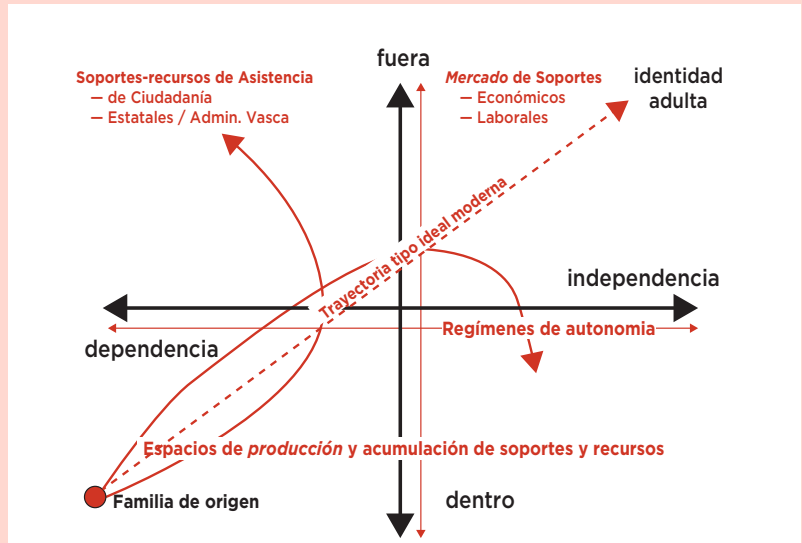 fuera
Soportes-recursos de Asistencia
— de Ciudadanía
— Estatales / Admin. Vasca
Mercado de Soportes
— Económicos
— Laborales
identidad
adulta
Trayectoria tipo ideal moderna
independencia
Regímenes de autonomia
dependencia
Espacios de producción y acumulación de soportes y recursos
Familia de origen
dentro